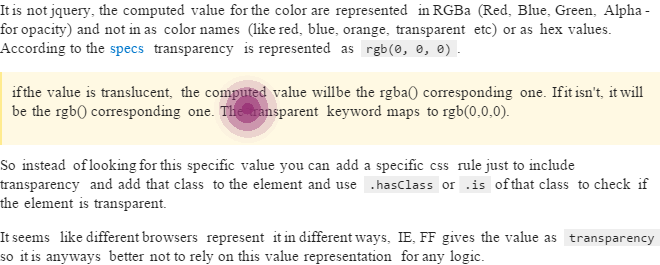 It is not jquery, the computed value for the color are represented in RGBa (Red, Blue, Green, Alpha -
for opacity) and not in as color names (like red, blue, orange, transparent etc) or as hex values.
According to the specs transparency is represented as rgb(0, 0, 0) .
if the value is translucent, the computed value will be the rgba() corresponding one. If it isn't, it will
be the rgb() corresponding one. The transparent keyword maps to rgb(0,0,0).
So instead of looking for this specific value you can add a specific css rule just to include
transparency and add that class to the element and use .hasClass or .is of that class to check if
the element is transparent.
It seems like different browsers represent it in different ways, IE, FF gives the value as transparency
so it is anyways better not to rely on this value representation for any logic.